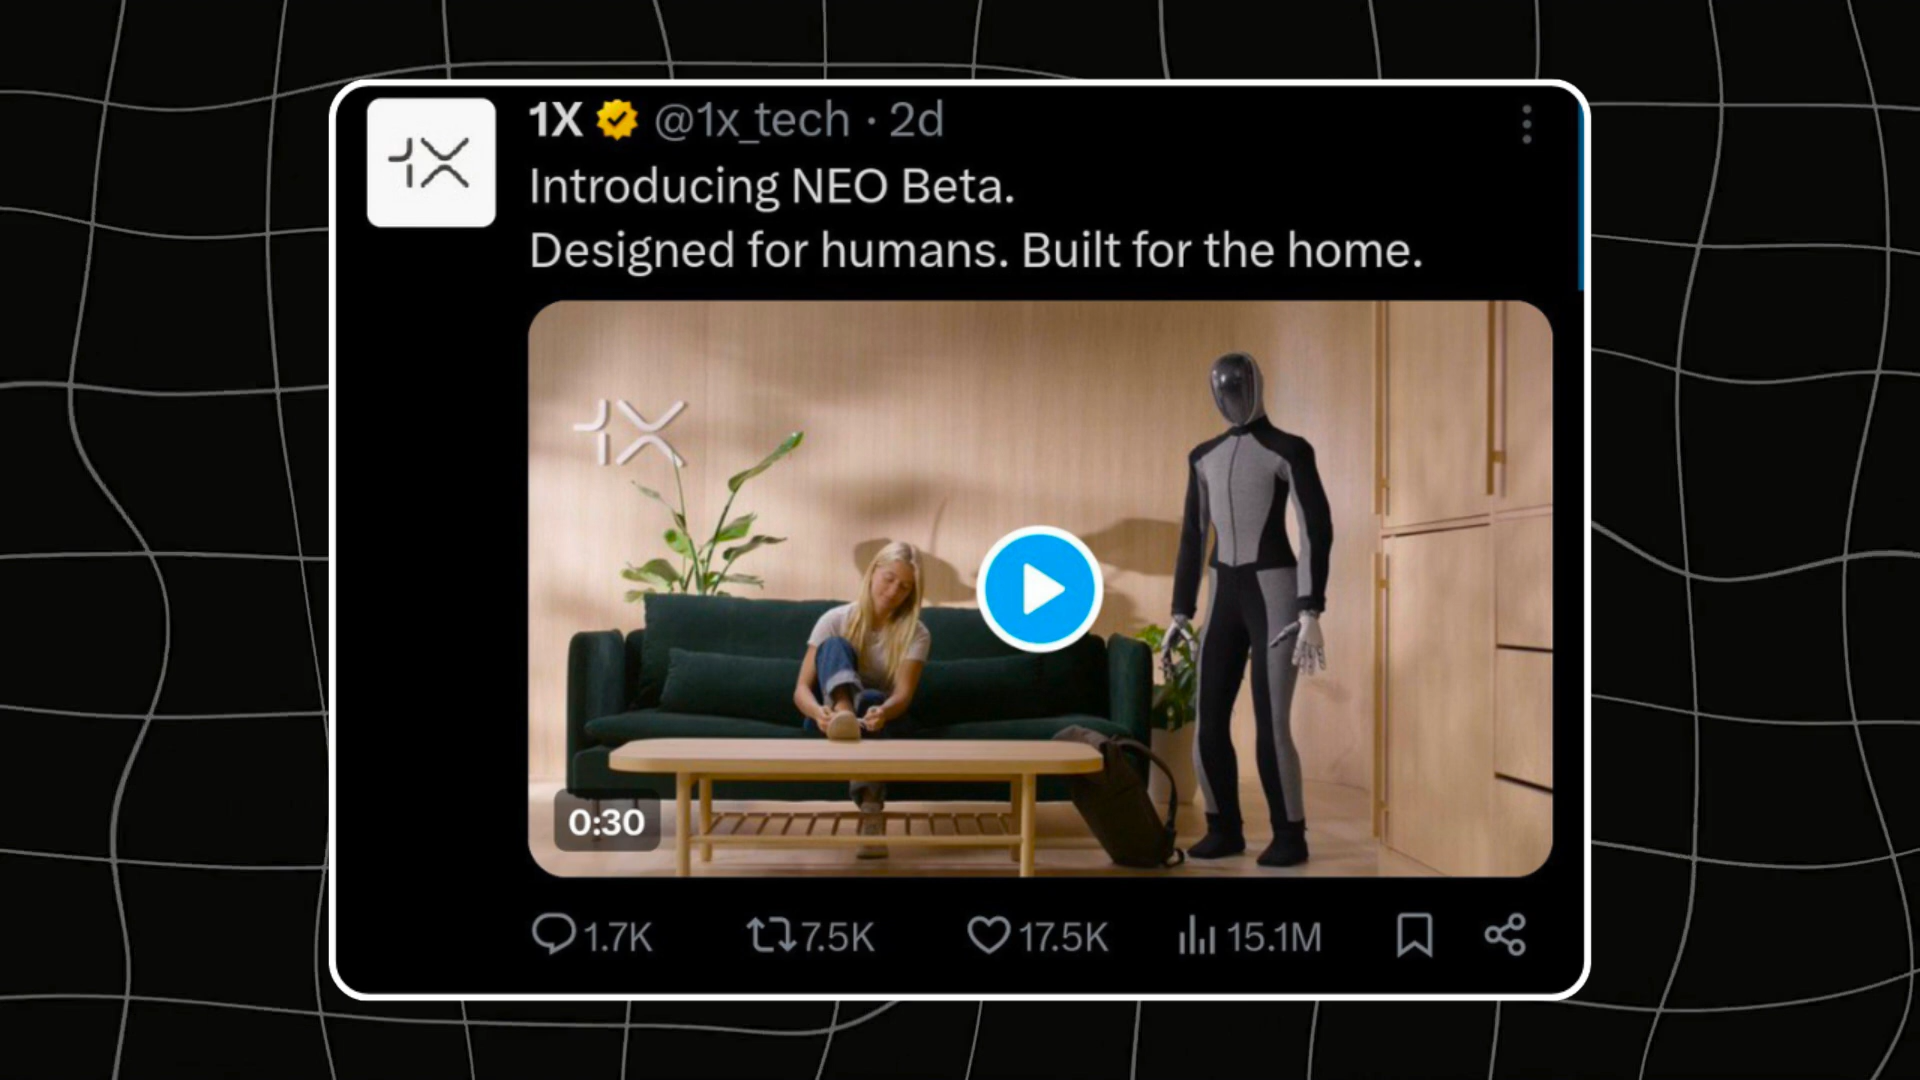 1X @1x_tech · 2d
Introducing NEO Beta.
Designed for humans. Built for the home.
1X
0:30
1.7K 7.5K 17.5K 15.1M